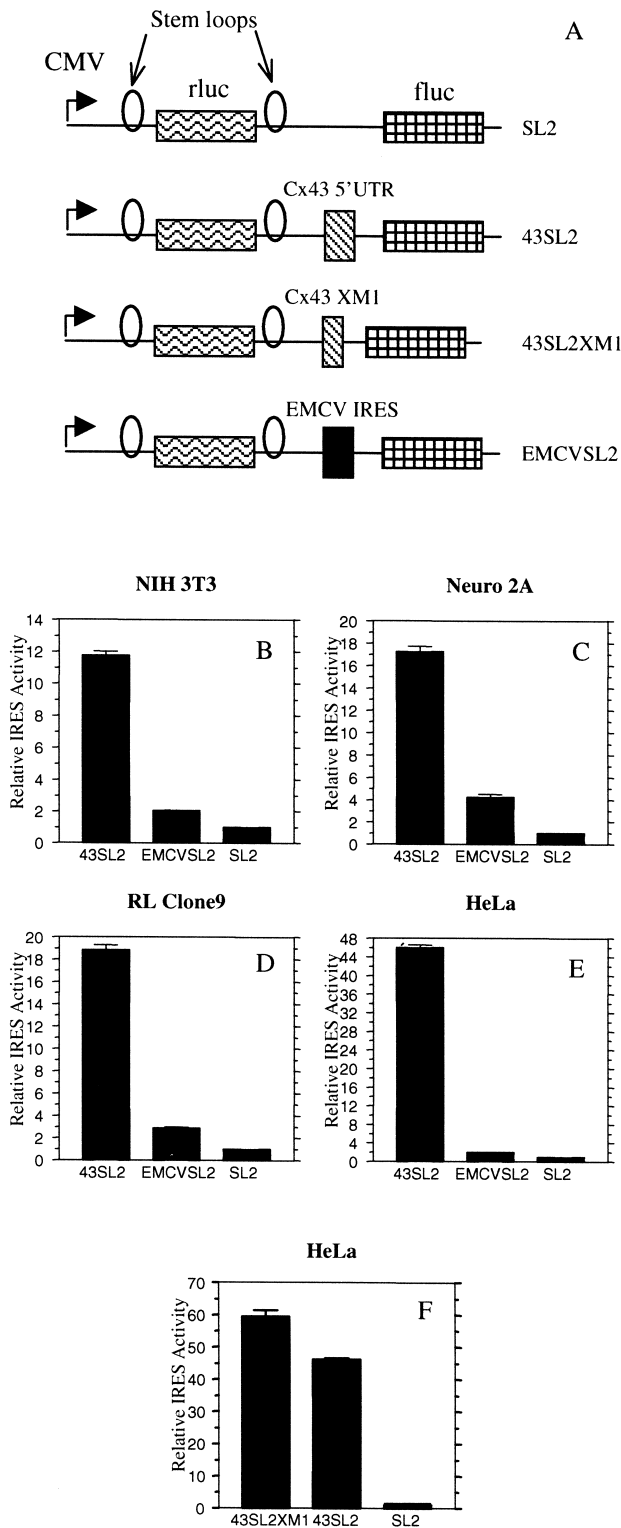 Stem loops
A
CMV
rluc
fluc
SL2
Cx43 5'UTR
43SL2
Cx43 XM1
43SL2XM1
EMCV IRES
EMCVSL2
NIH 3T3
B
Relative IRES Activity
14
12
10
8
6
4
2
0
43SL2 EMCVSL2 SL2
Neuro 2A
C
Relative IRES Activity
20
18
16
14
12
10
8
6
4
2
0
43SL2 EMCVSL2 SL2
RL Clone9
D
Relative IRES Activity
20
18
16
14
12
10
8
6
4
2
0
43SL2 EMCVSL2 SL2
HeLa
E
Relative IRES Activity
48
44
40
36
32
28
24
20
16
12
8
4
0
43SL2 EMCVSL2 SL2
HeLa
F
Relative IRES Activity
70
60
50
40
30
20
10
0
43SL2XM1 43SL2 SL2